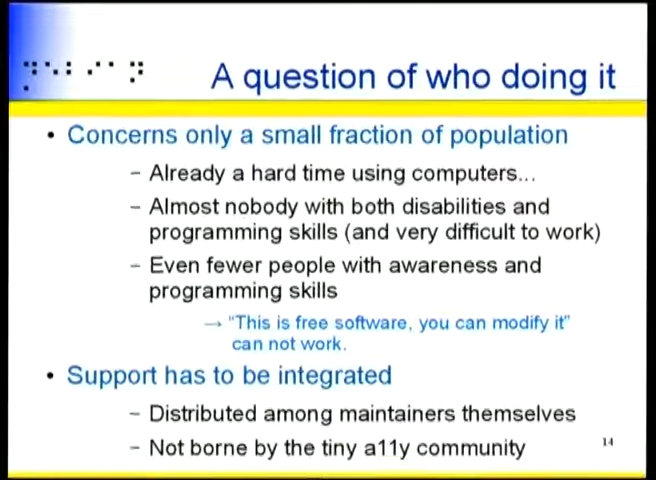 A question of who doing it
• Concerns only a small fraction of population
– Already a hard time using computers...
– Almost nobody with both disabilities and
programming skills (and very difficult to work)
– Even fewer people with awareness and
programming skills
→ "This is free software, you can modify it"
can not work.
• Support has to be integrated
– Distributed among maintainers themselves
– Not borne by the tiny a11y community
14